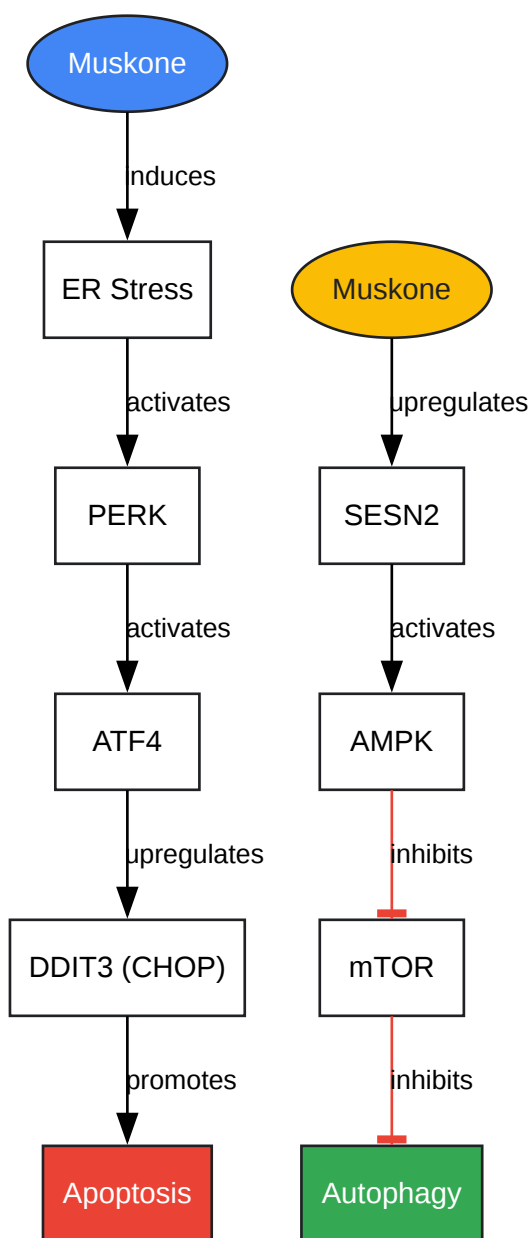 Muskone
induces
ER Stress
activates
PERK
activates
ATF4
upregulates
DDIT3 (CHOP)
promotes
Apoptosis
Muskone
upregulates
SESN2
activates
AMPK
inhibits
mTOR
inhibits
Autophagy